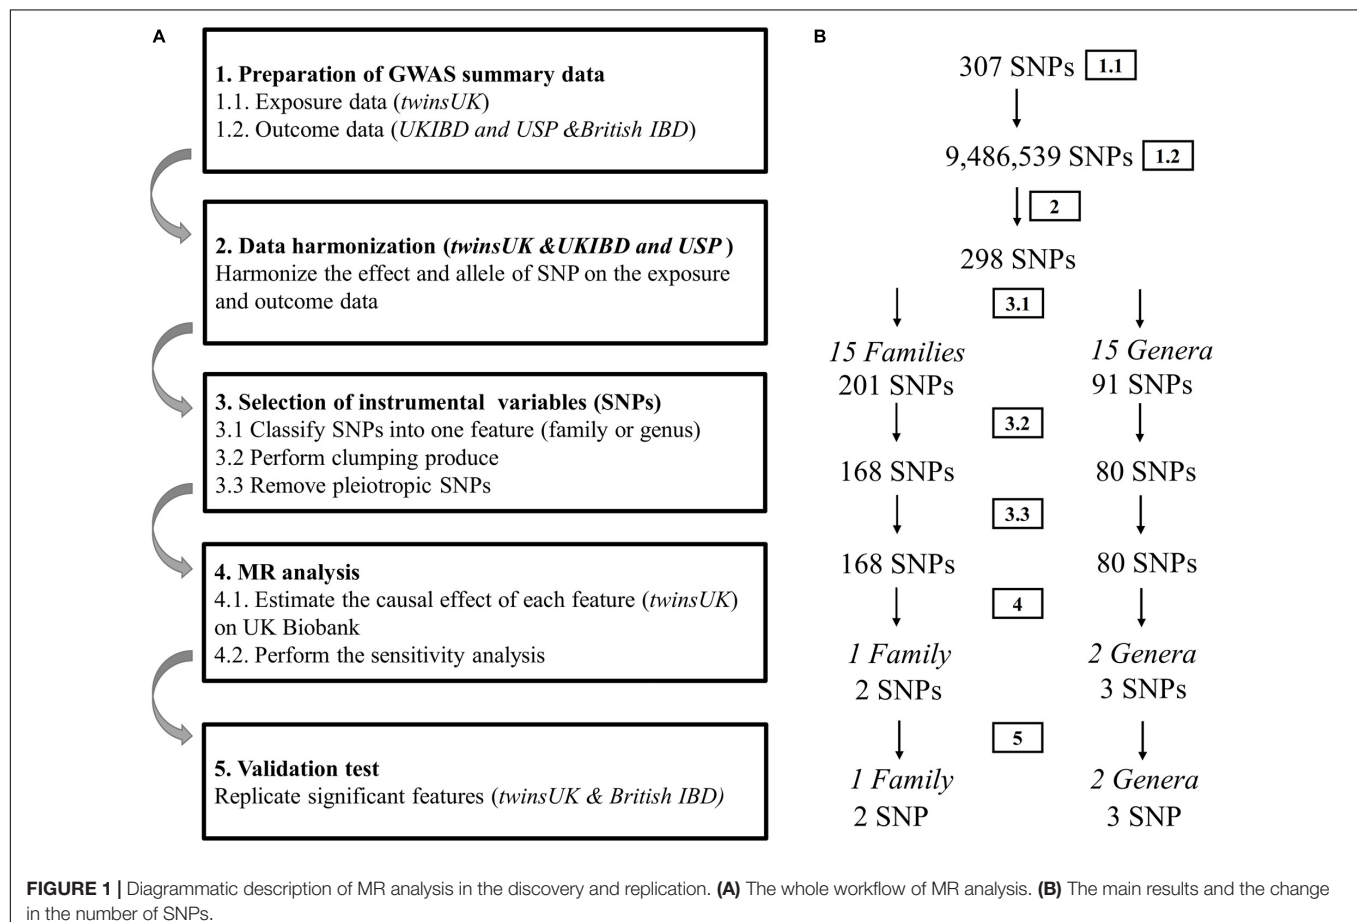 A
1. Preparation of GWAS summary data
1.1. Exposure data (twinsUK)
1.2. Outcome data (UKIBD and USP &British IBD)
2. Data harmonization (twinsUK &UKIBD and USP )
Harmonize the effect and allele of SNP on the exposure
and outcome data
3. Selection of instrumental variables (SNPs)
3.1 Classify SNPs into one feature (family or genus)
3.2 Perform clumping produce
3.3 Remove pleiotropic SNPs
4. MR analysis
4.1. Estimate the causal effect of each feature (twinsUK)
on UK Biobank
4.2. Perform the sensitivity analysis
5. Validation test
Replicate significant features (twinsUK & British IBD)
B
307 SNPs 1.1
9,486,539 SNPs 1.2
2
298 SNPs
3.1
15 Families 15 Genera
201 SNPs 91 SNPs
3.2
168 SNPs 80 SNPs
3.3
168 SNPs 80 SNPs
4
1 Family 2 Genera
2 SNPs 3 SNPs
5
1 Family 2 Genera
2 SNP 3 SNP
FIGURE 1 | Diagrammatic description of MR analysis in the discovery and replication. (A) The whole workflow of MR analysis. (B) The main results and the change
in the number of SNPs.